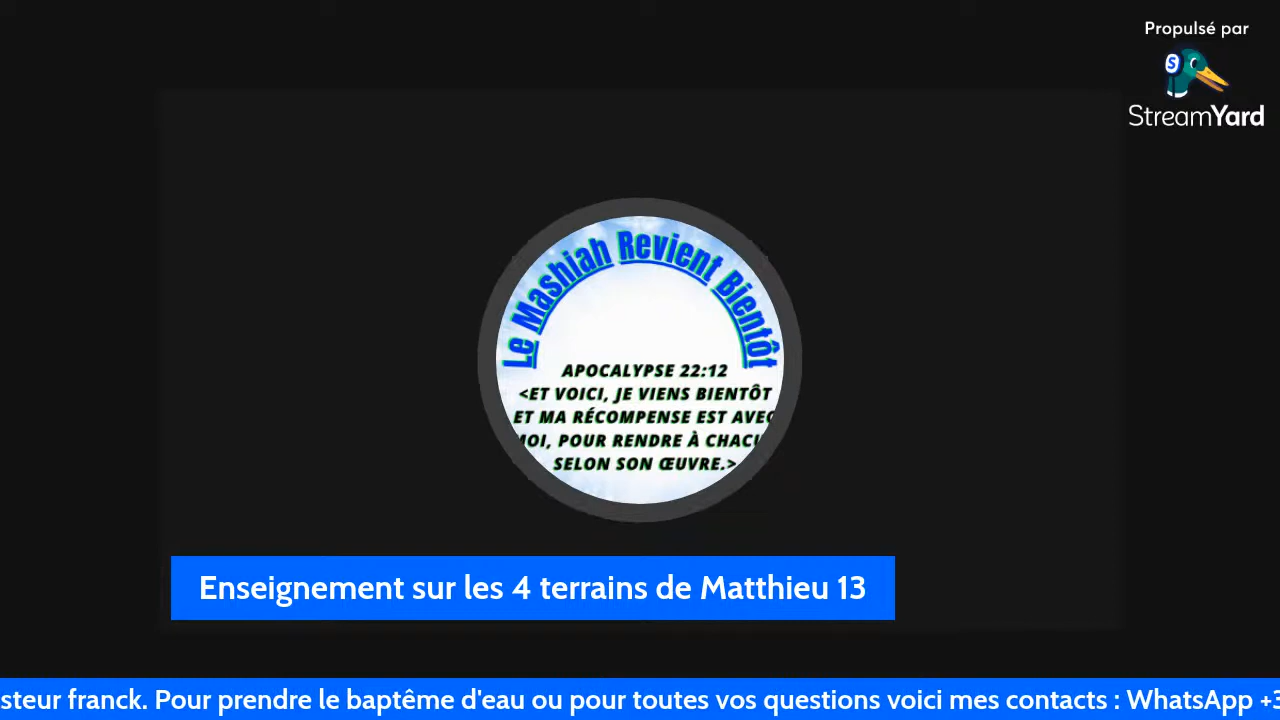 Propulsé par
StreamYard
Le Mashiah Revient Bientôt
APOCALYPSE 22:12
<ET VOICI, JE VIENS BIENTÔT
ET MA RÉCOMPENSE EST AVEC
MOI, POUR RENDRE À CHACU
SELON SON ŒUVRE.>
Enseignement sur les 4 terrains de Matthieu 13
steur franck. Pour prendre le baptême d'eau ou pour toutes vos questions voici mes contacts : WhatsApp +3